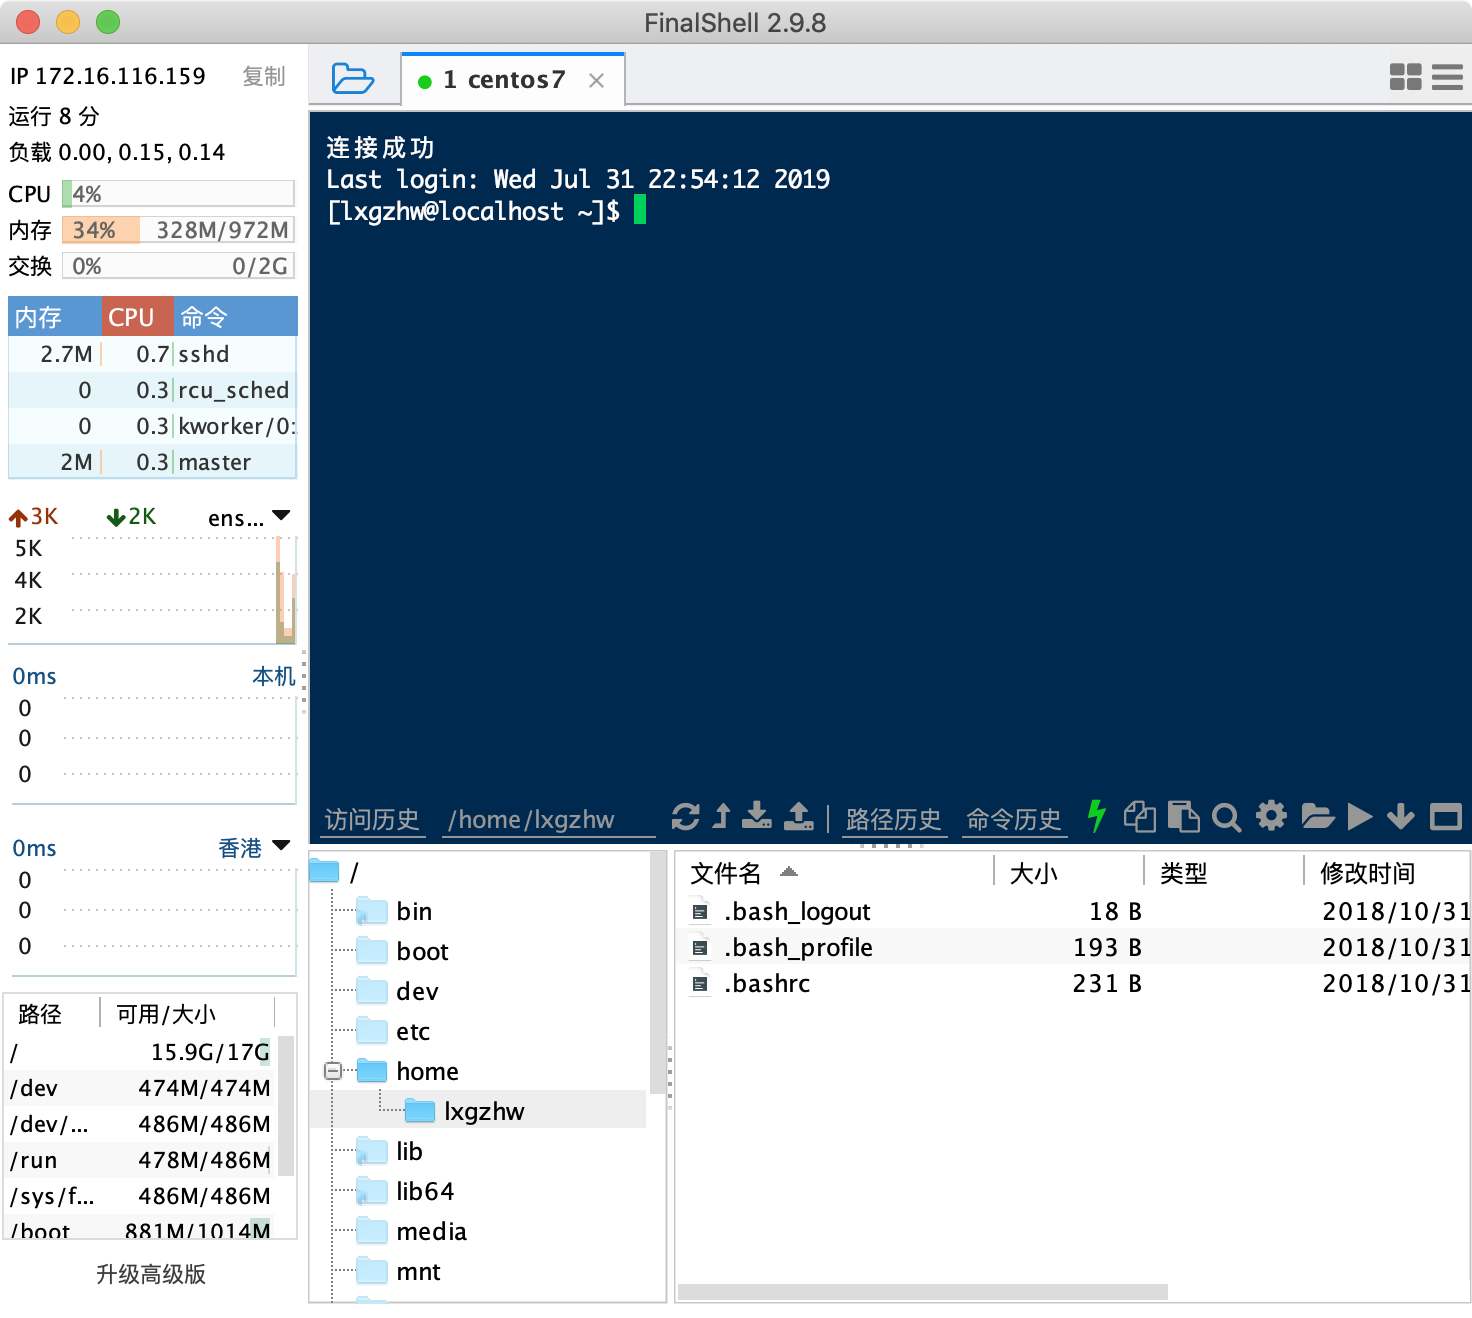 FinalShell 2.9.8
IP 172.16.116.159 复制
运行 8 分
负载 0.00, 0.15, 0.14
CPU 4%
内存 34% 328M/972M
交换 0% 0/2G
内存 CPU 命令
2.7M 0.7 sshd
0 0.3 rcu_sched
0 0.3 kworker/0:
2M 0.3 master
3K 2K ens...
5K
4K
2K
0ms 本机
0
0
0
0ms 香港
0
0
0
路径 可用/大小
/ 15.9G/17G
/dev 474M/474M
/dev/... 486M/486M
/run 478M/486M
/sys/f... 486M/486M
/boot 881M/1014M
升级高级版
1 centos7
连接成功
Last login: Wed Jul 31 22:54:12 2019
[lxgzhw@localhost ~]$
访问历史 /home/lxgzhw 路径历史 命令历史
/
bin
boot
dev
etc
home
lxgzhw
lib
lib64
media
mnt
文件名 大小 类型 修改时间
.bash_logout 18 B 2018/10/31
.bash_profile 193 B 2018/10/31
.bashrc 231 B 2018/10/31